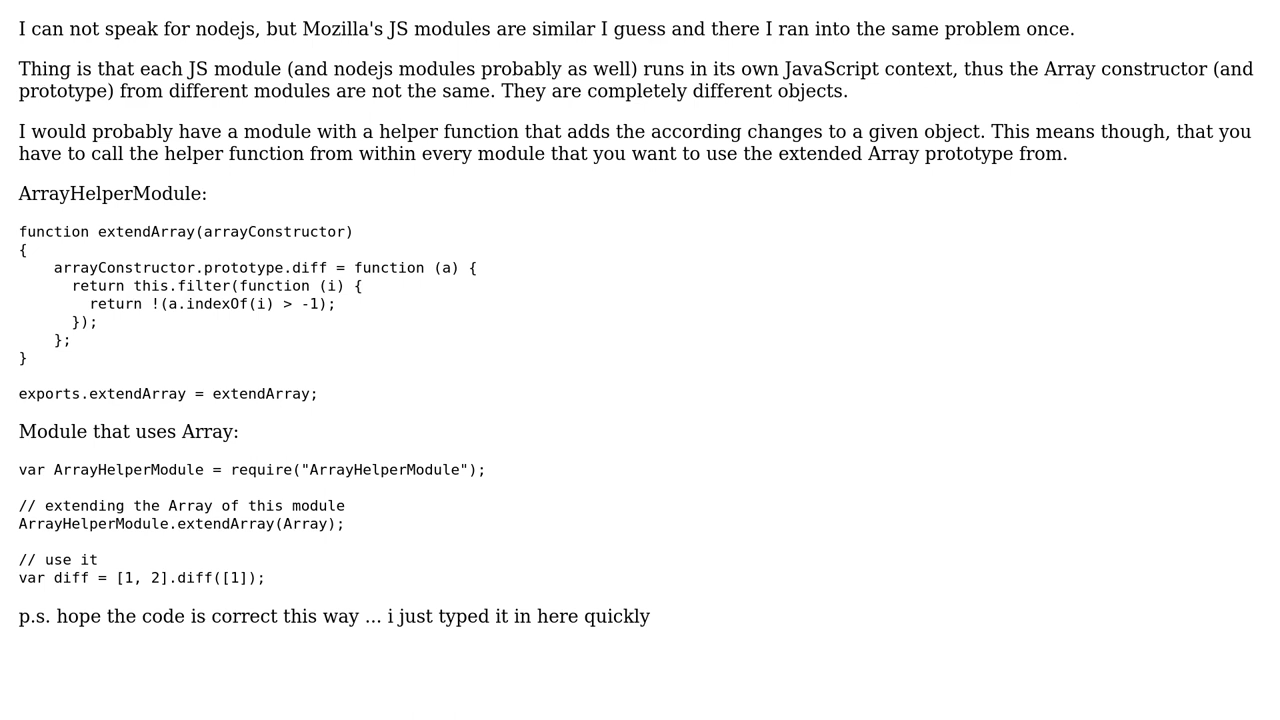 I can not speak for nodejs, but Mozilla's JS modules are similar I guess and there I ran into the same problem once.
Thing is that each JS module (and nodejs modules probably as well) runs in its own JavaScript context, thus the Array constructor (and
prototype) from different modules are not the same. They are completely different objects.
I would probably have a module with a helper function that adds the according changes to a given object. This means though, that you
have to call the helper function from within every module that you want to use the extended Array prototype from.
ArrayHelperModule:
function extendArray(arrayConstructor)
{
    arrayConstructor.prototype.diff = function (a) {
      return this.filter(function (i) {
        return !(a.indexOf(i) > -1);
      });
    };
}
exports.extendArray = extendArray;
Module that uses Array:
var ArrayHelperModule = require("ArrayHelperModule");
// extending the Array of this module
ArrayHelperModule.extendArray(Array);
// use it
var diff = [1, 2].diff([1]);
p.s. hope the code is correct this way ... i just typed it in here quickly